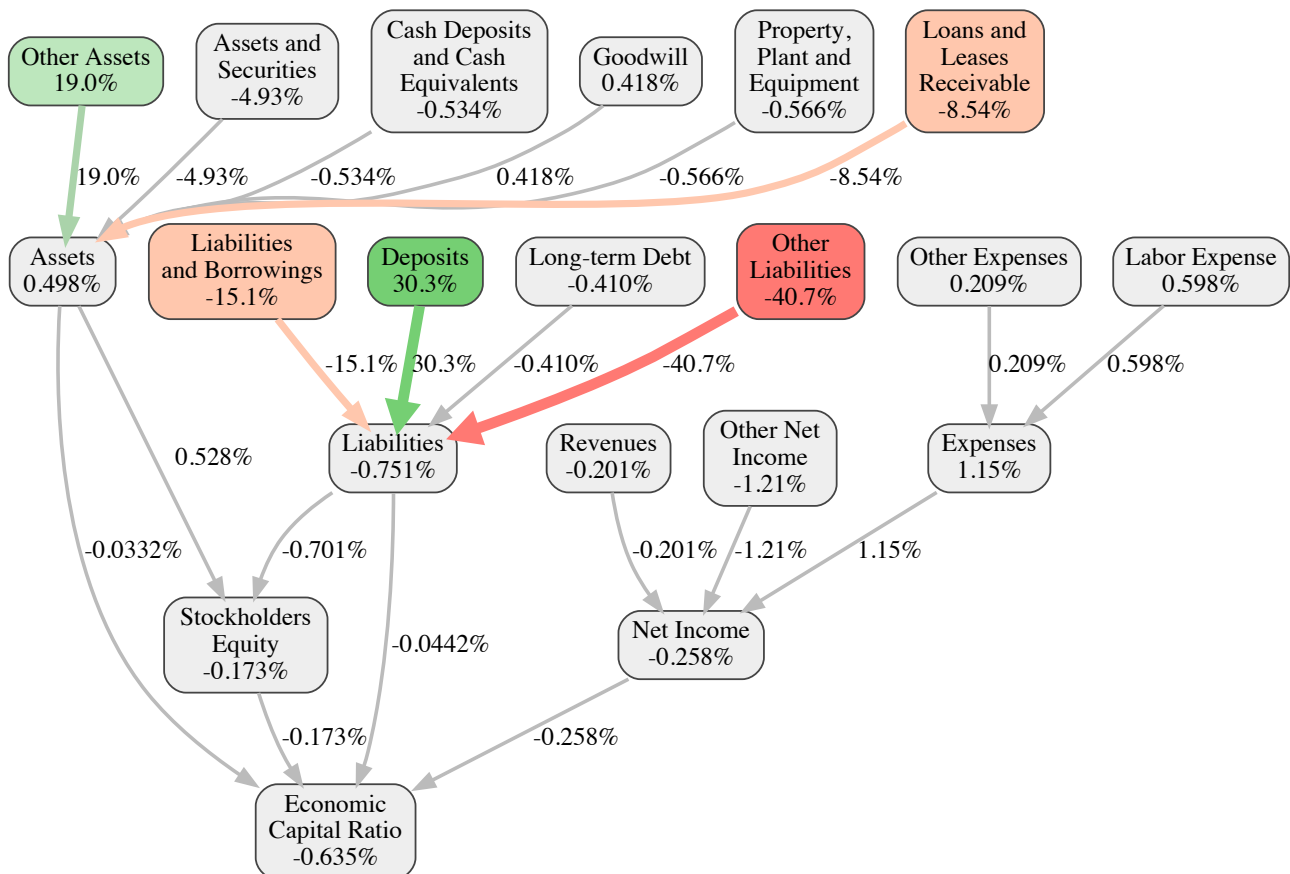 Other Assets
19.0%
Assets and
Securities
-4.93%
Cash Deposits
and Cash
Equivalents
-0.534%
Goodwill
0.418%
Property,
Plant and
Equipment
-0.566%
Loans and
Leases
Receivable
-8.54%
19.0%
-4.93%
-0.534%
0.418%
-0.566%
-8.54%
Assets
0.498%
Liabilities
and Borrowings
-15.1%
Deposits
30.3%
Long-term Debt
-0.410%
Other
Liabilities
-40.7%
Other Expenses
0.209%
Labor Expense
0.598%
-15.1%
30.3%
-0.410%
-40.7%
0.209%
0.598%
Liabilities
-0.751%
Revenues
-0.201%
Other Net
Income
-1.21%
Expenses
1.15%
0.528%
-0.0332%
-0.701%
-0.201%
-1.21%
1.15%
Stockholders
Equity
-0.173%
-0.0442%
Net Income
-0.258%
-0.173%
-0.258%
Economic
Capital Ratio
-0.635%